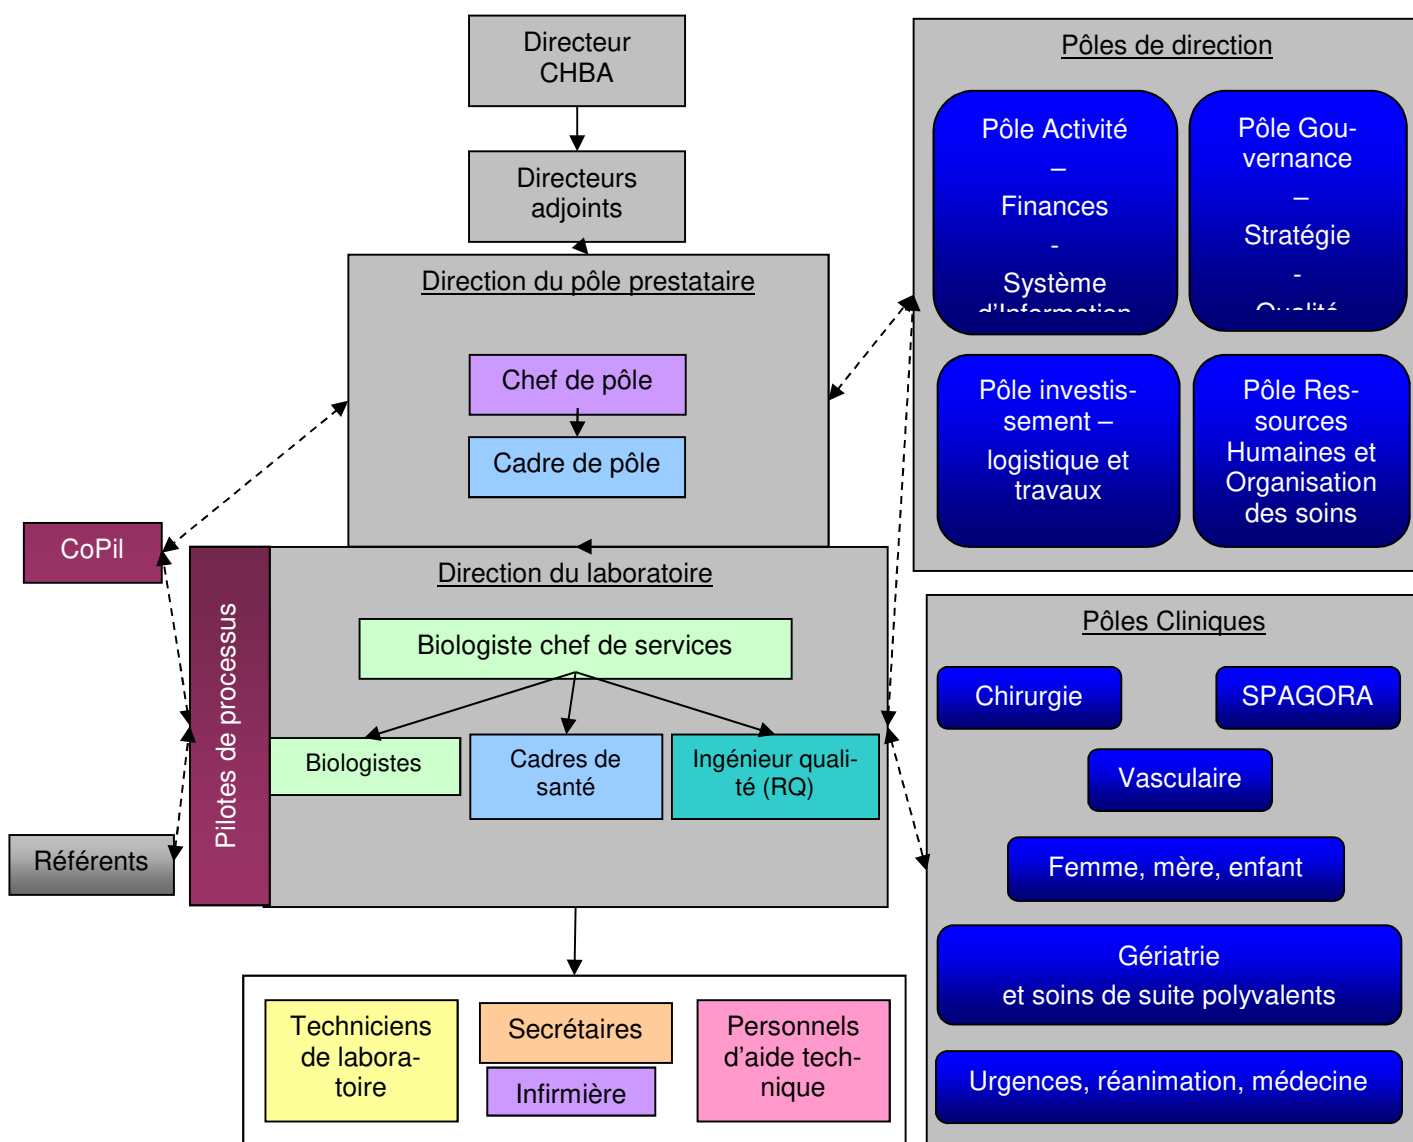 Directeur
CHBA
Directeurs
adjoints
Direction du pôle prestataire
Chef de pôle
Cadre de pôle
CoPil
Pilotes de processus
Référents
Direction du laboratoire
Biologiste chef de services
Biologistes
Cadres de
santé
Ingénieur quali-
té (RQ)
Techniciens
de labora-
toire
Secrétaires
Infirmière
Personnels
d'aide tech-
nique
Pôles de direction
Pôle Activité
–
Finances
-
Système
d'Information
Pôle Gou-
vernance
–
Stratégie
-
Qualité
Pôle investis-
sement –
logistique et
travaux
Pôle Res-
sources
Humaines et
Organisation
des soins
Pôles Cliniques
Chirurgie
SPAGORA
Vasculaire
Femme, mère, enfant
Gériatrie
et soins de suite polyvalents
Urgences, réanimation, médecine